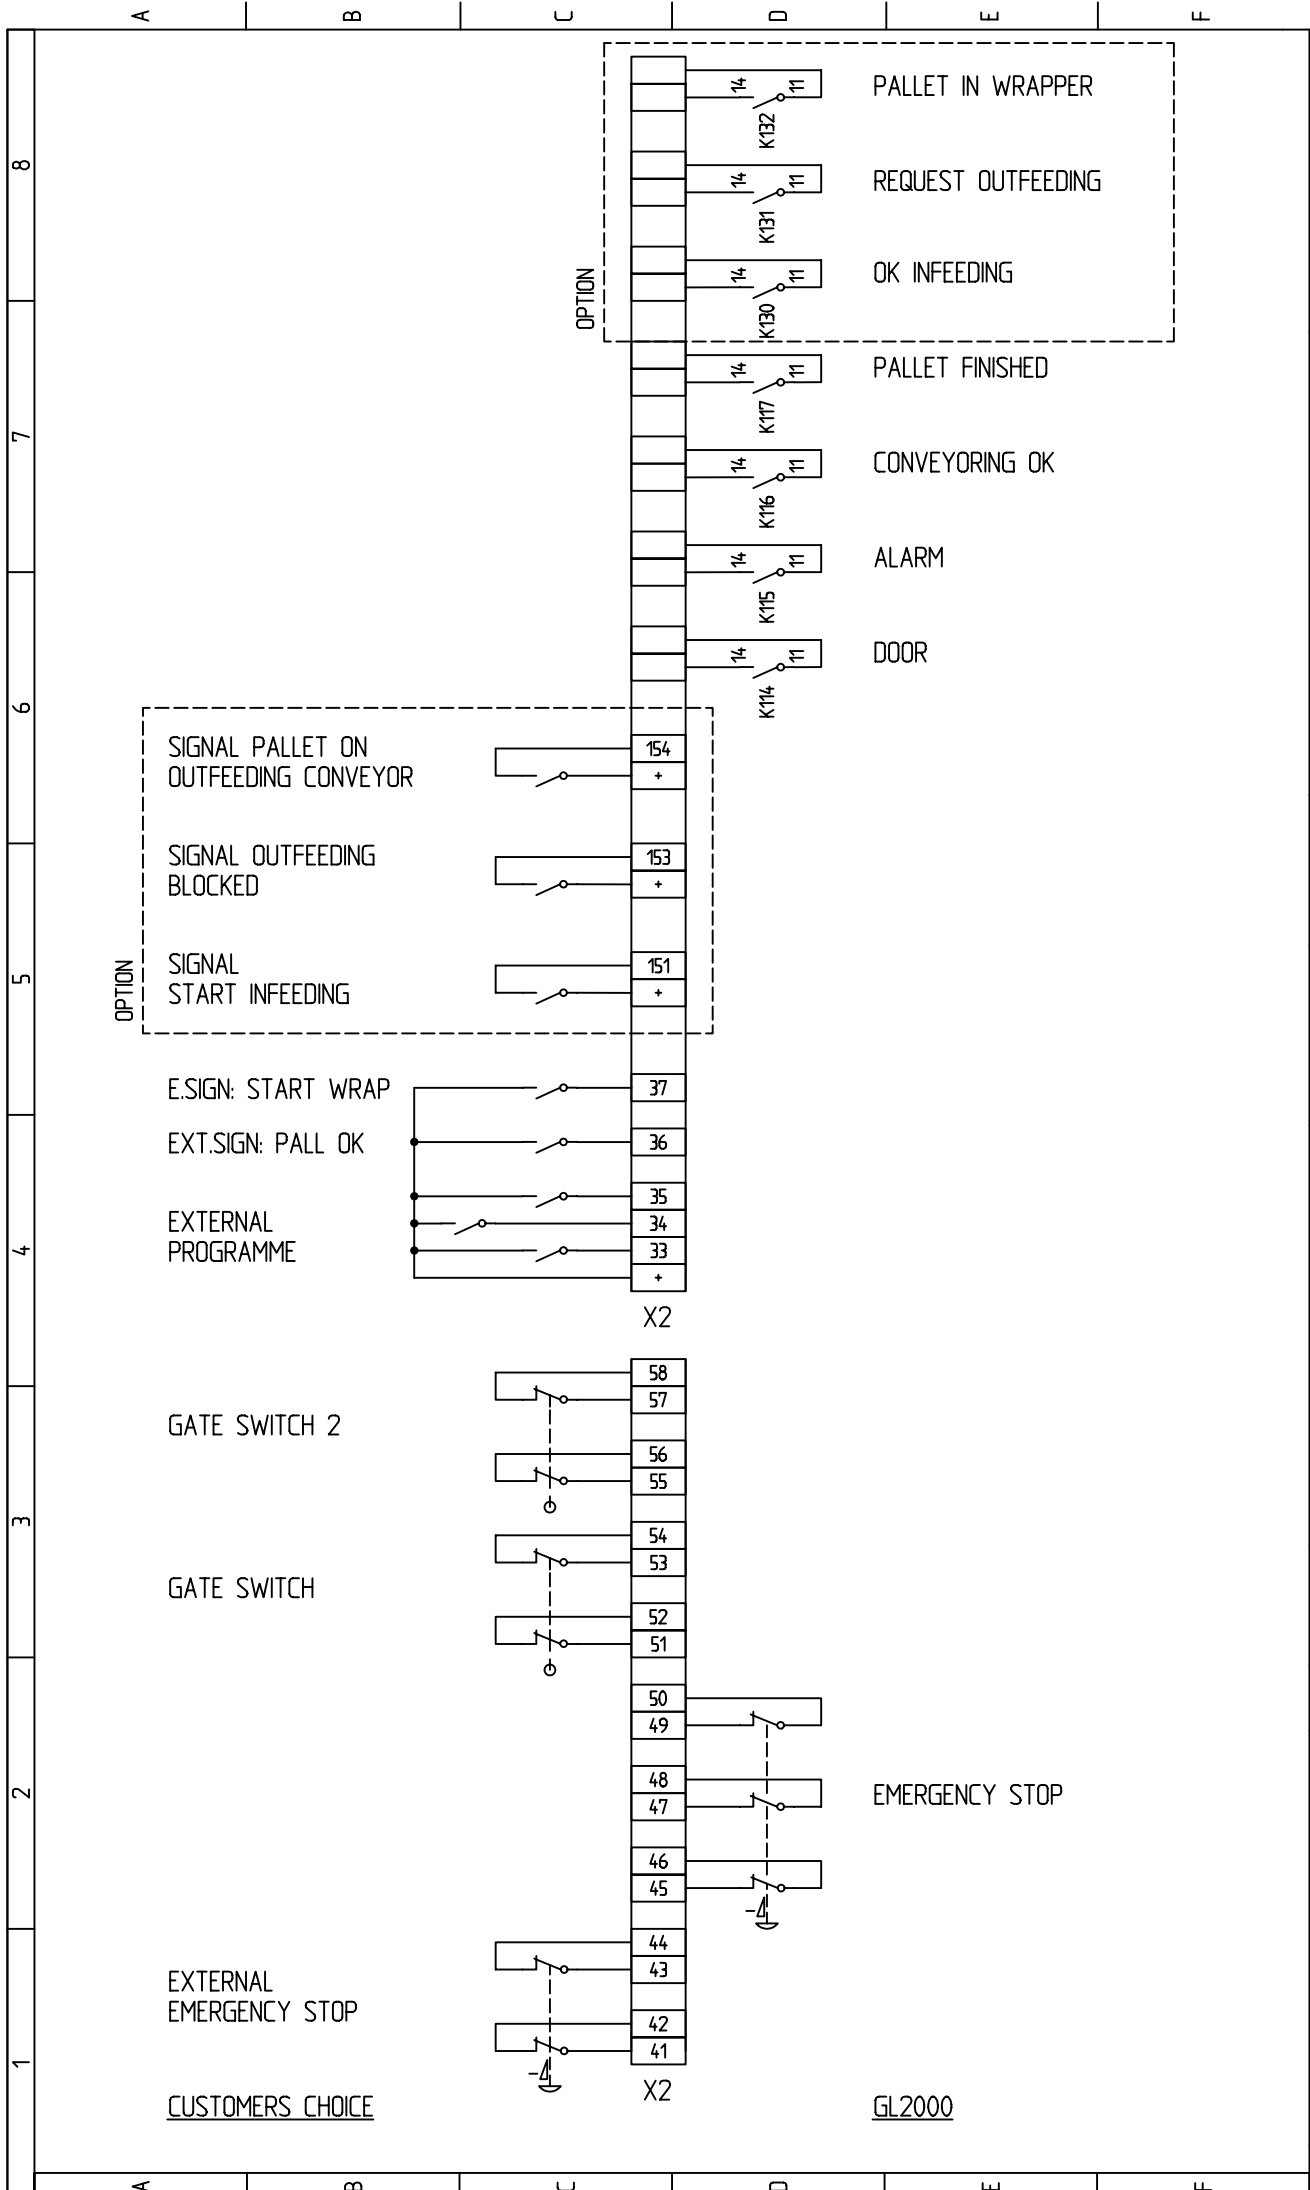 A B C D E F
8
14 11 PALLET IN WRAPPER
K132
14 11 REQUEST OUTFEEDING
K131
OPTION
14 11 OK INFEEDING
K130
7
14 11 PALLET FINISHED
K117
14 11 CONVEYORING OK
K116
14 11 ALARM
K115
14 11 DOOR
K114
6
SIGNAL PALLET ON
OUTFEEDING CONVEYOR
154
+
SIGNAL OUTFEEDING
BLOCKED
153
+
5
OPTION
SIGNAL
START INFEEDING
151
+
E.SIGN: START WRAP
37
EXT.SIGN: PALL OK
36
4
EXTERNAL
PROGRAMME
35
34
33
+
X2
GATE SWITCH 2
58
57
56
55
3
GATE SWITCH
54
53
52
51
2
50
49
48
47
46
45
EMERGENCY STOP
1
EXTERNAL
EMERGENCY STOP
44
43
42
41
X2
CUSTOMERS CHOICE
GL2000
A B C D E F